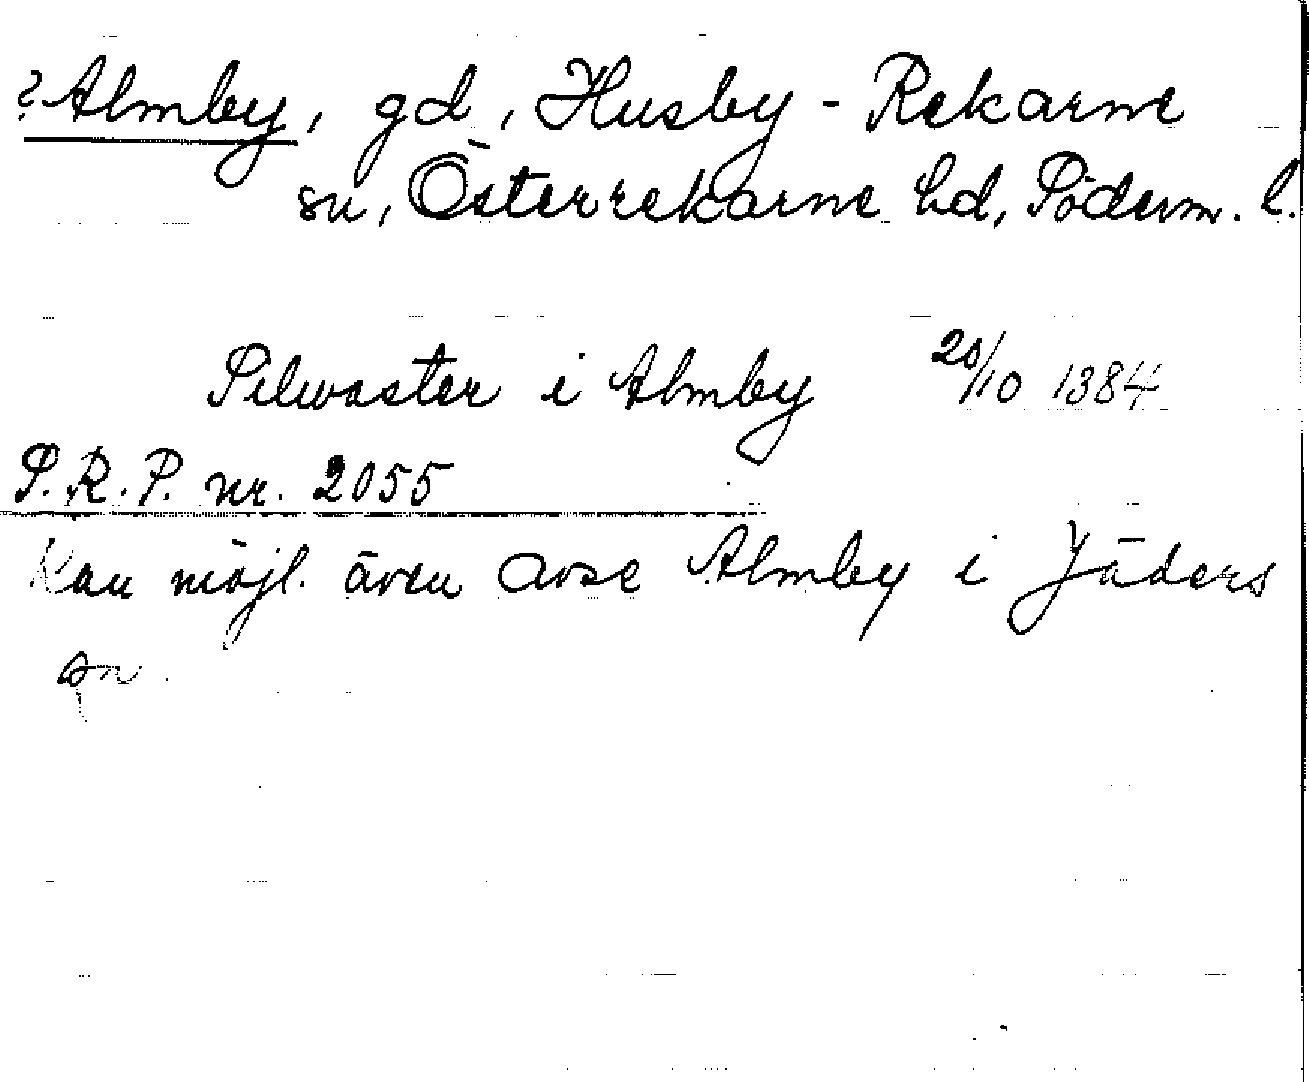 ? Almby, gd, Husby-Rekarne
sn, Österrekarne hd, Söderm. l.
Silwaster i Almby 20/10 1384
S.R.P. nr. 2055
Kan möjl. även avse Almby i Jäders
sn.